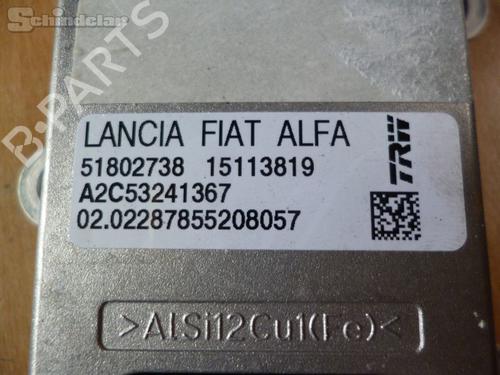 Schindelar
B-PARTS
LANCIA FIAT ALFA
51802738 15113819
A2C53241367
02.02287855208057
TRW
>AlSi12Cu1(Fe)<